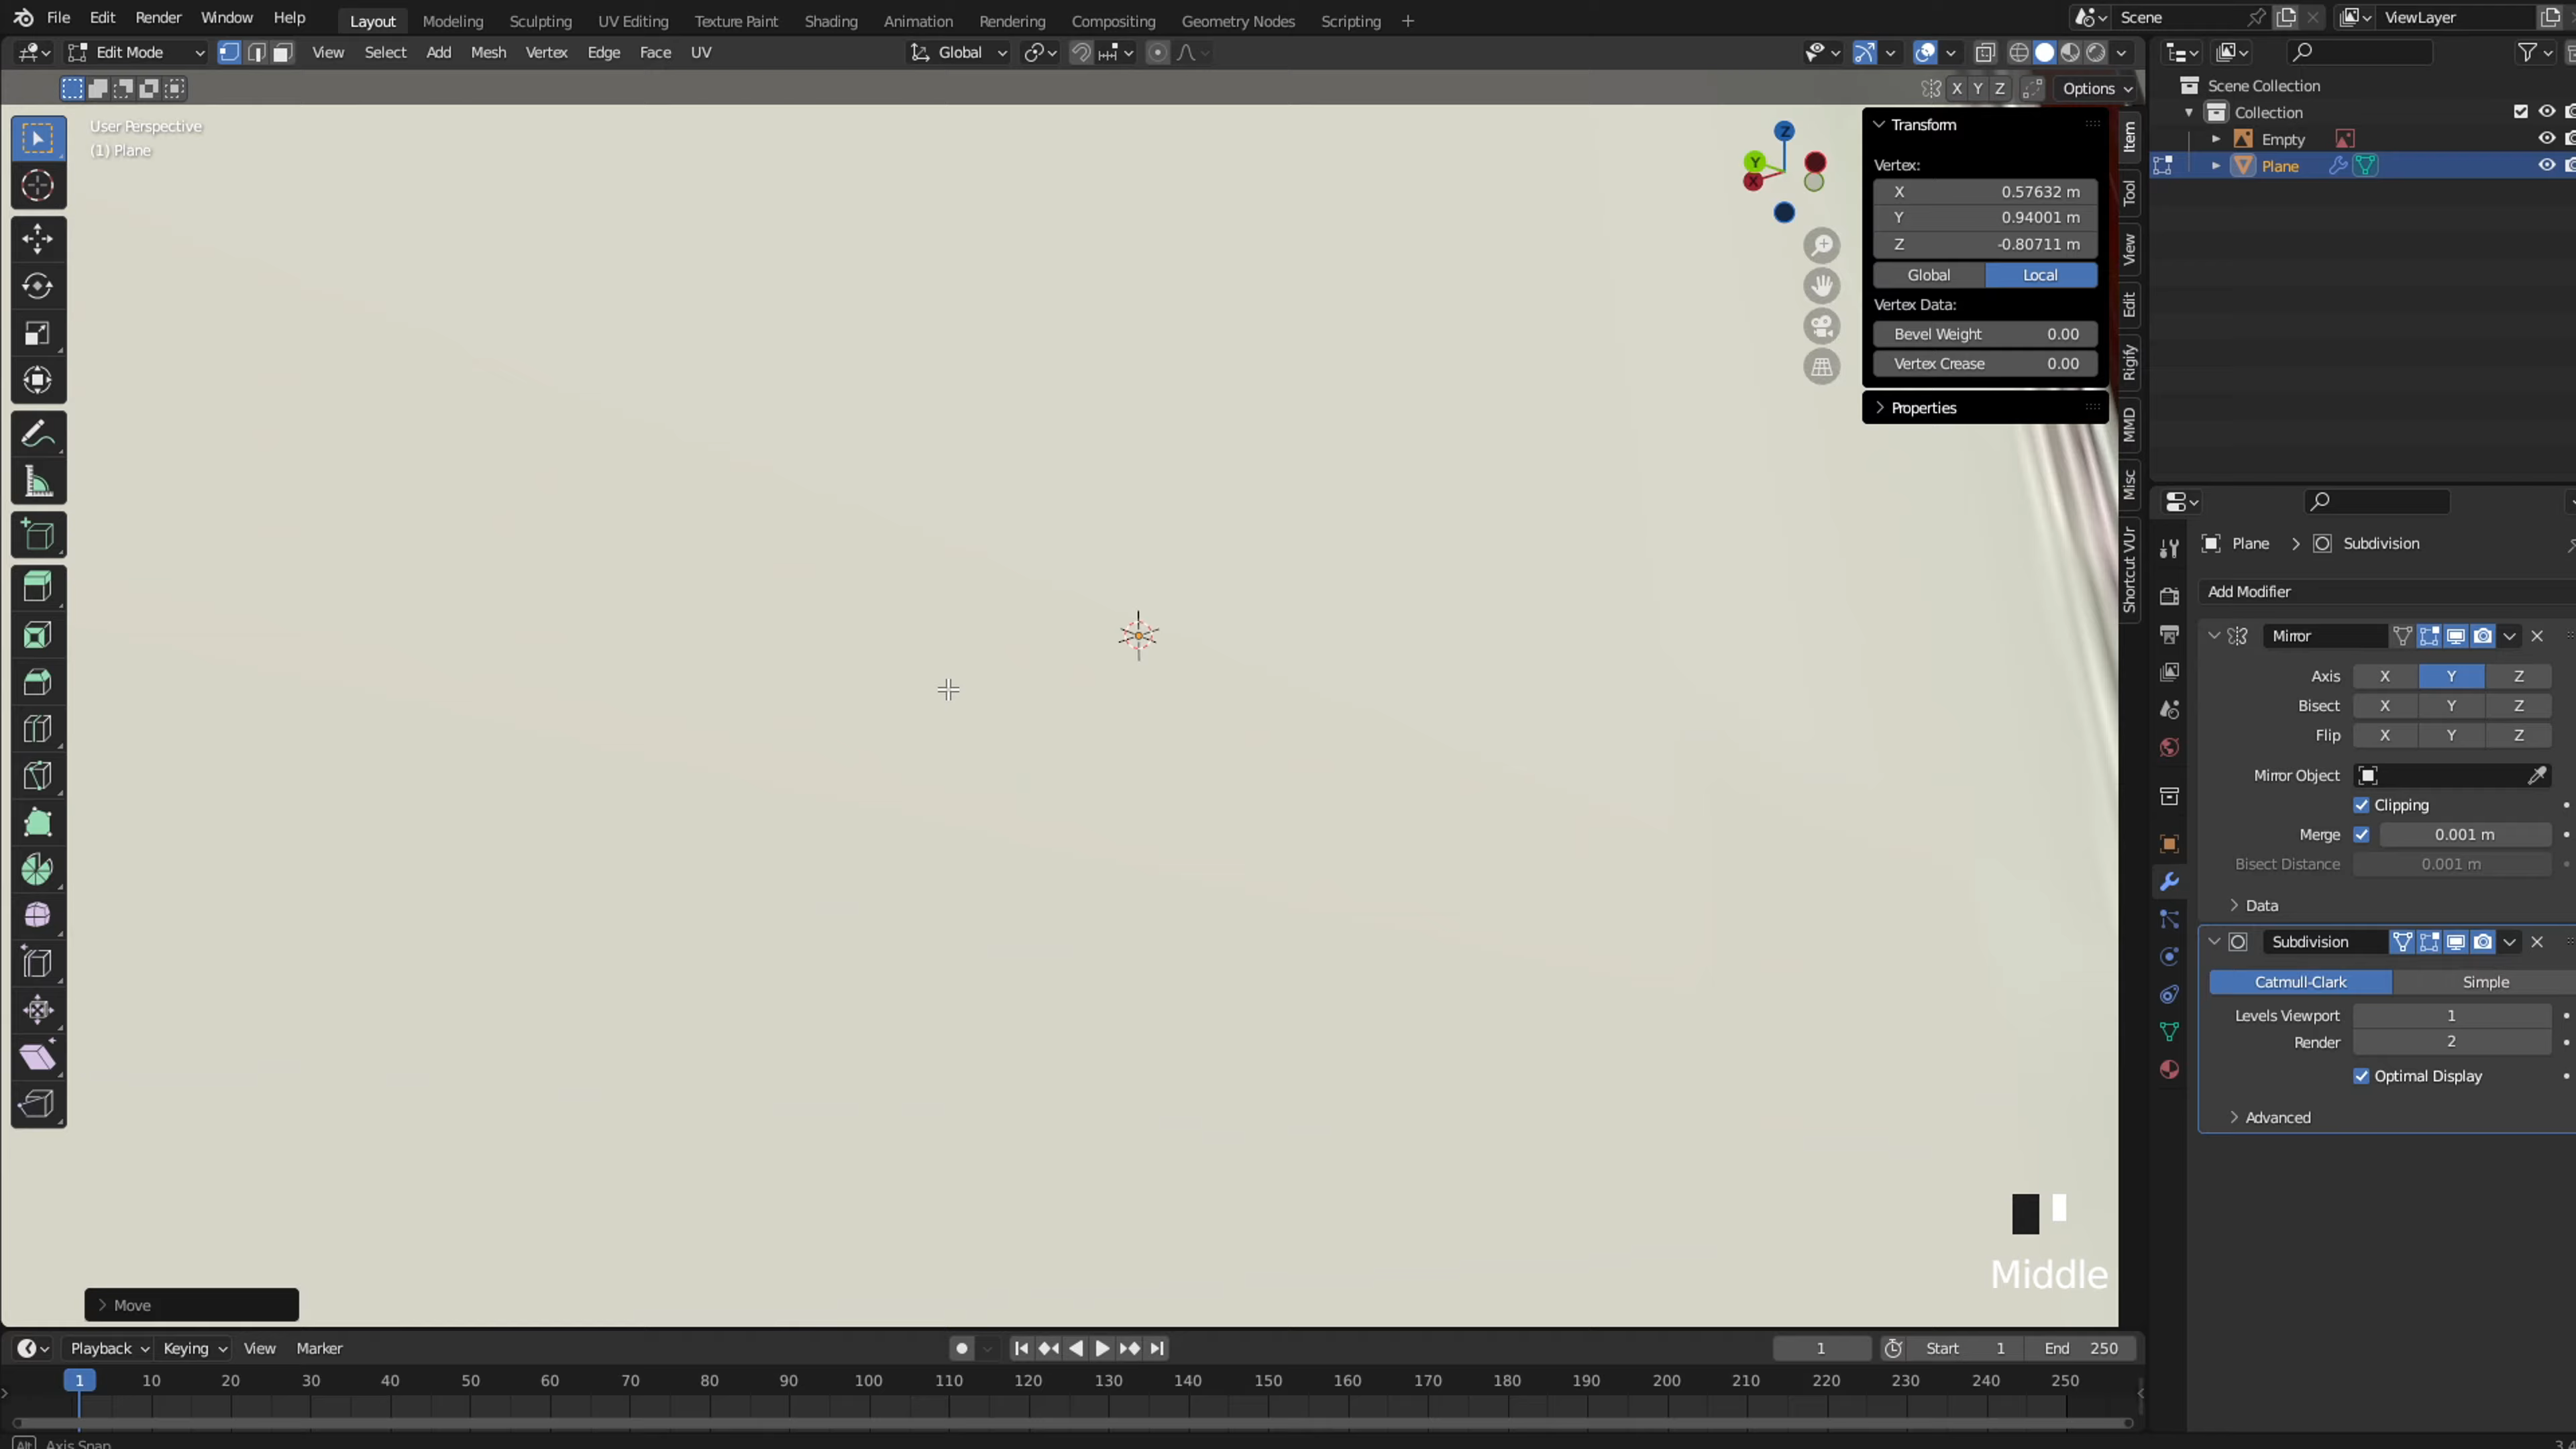 File Edit Render Window Help Layout Modeling Sculpting UV Editing Texture Paint Shading Animation Rendering Compositing Geometry Nodes Scripting + Scene ViewLayer
Edit Mode View Select Add Mesh Vertex Edge Face UV Global
X Y Z Options
User Perspective
(1) Plane
Z
Y
X
Transform
Vertex:
X 0.57632 m
Y 0.94001 m
Z -0.80711 m
Global Local
Vertex Data:
Bevel Weight 0.00
Vertex Crease 0.00
Properties
Item
Tool
View
Edit
Rigify
MMD
Misc
Shortcut VUr
Scene Collection
Collection
Empty
Plane
Plane > Subdivision
Add Modifier
Mirror
Axis X Y Z
Bisect X Y Z
Flip X Y Z
Mirror Object
Clipping
Merge 0.001 m
Bisect Distance 0.001 m
Data
Subdivision
Catmull-Clark Simple
Levels Viewport 1
Render 2
Optimal Display
Advanced
Middle
Move
Playback Keying View Marker 1 Start 1 End 250
1 10 20 30 40 50 60 70 80 90 100 110 120 130 140 150 160 170 180 190 200 210 220 230 240 250
Alt Axis Snap